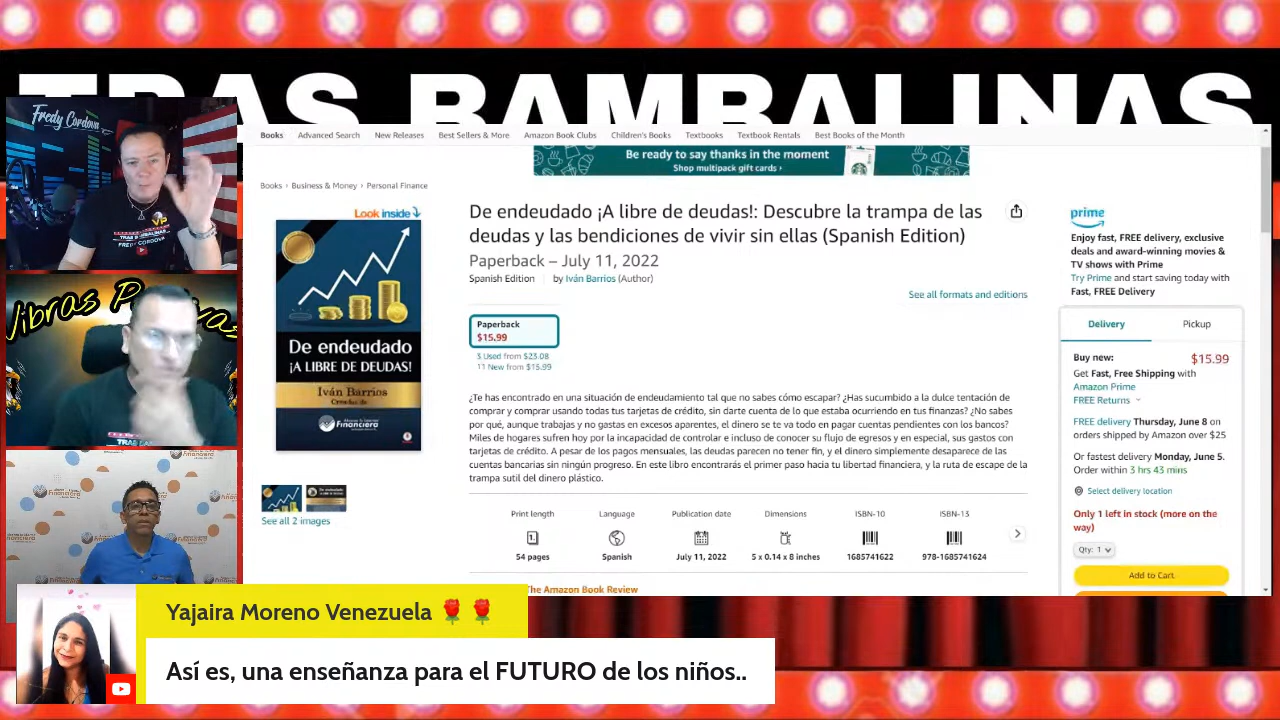 TRAS BAMBALINAS
Fredy Cordova
VP
TRAS BAMBALINAS
FREDY CORDOVA
Books
Advanced Search
New Releases
Best Sellers & More
Amazon Book Clubs
Children's Books
Textbooks
Textbook Rentals
Best Books of the Month
Be ready to say thanks in the moment
Shop multipack gift cards ›
Books › Business & Money › Personal Finance
Look inside
De endeudado
¡A LIBRE DE DEUDAS!
Iván Barrios
FINANCIERA
See all 2 images
De endeudado ¡A libre de deudas!: Descubre la trampa de las
deudas y las bendiciones de vivir sin ellas (Spanish Edition)
Paperback – July 11, 2022
Spanish Edition
by Iván Barrios (Author)
See all formats and editions
Paperback
$15.99
3 Used from $23.08
11 New from $15.99
¿Te has encontrado en una situación de endeudamiento tal que no sabes cómo escapar? ¿Has sucumbido a la dulce tentación de
comprar y comprar usando todas tus tarjetas de crédito, sin darte cuenta de lo que estaba ocurriendo en tus finanzas? ¿No sabes
por qué, aunque trabajas y no gastas en excesos aparentes, el dinero se te va todo en pagar cuentas pendientes con los bancos?
Miles de hogares sufren hoy por la incapacidad de controlar e incluso de conocer su flujo de egresos y en especial, sus gastos con
tarjetas de crédito. A pesar de los pagos mensuales, las deudas parecen no tener fin, y el dinero simplemente desaparece de las
cuentas bancarias sin ningún progreso. En este libro encontrarás el primer paso hacia tu libertad financiera, y la ruta de escape de la
trampa sutil del dinero plástico.
Print length
54 pages
Language
Spanish
Publication date
July 11, 2022
Dimensions
5 x 0.14 x 8 inches
ISBN-10
1685741622
ISBN-13
978-1685741624
The Amazon Book Review
prime
Enjoy fast, FREE delivery, exclusive
deals and award-winning movies &
TV shows with Prime
Try Prime and start saving today with
Fast, FREE Delivery
Delivery
Pickup
Buy new:
$15.99
Get Fast, Free Shipping with
Amazon Prime
FREE Returns
FREE delivery Thursday, June 8 on
orders shipped by Amazon over $25
Or fastest delivery Monday, June 5.
Order within 3 hrs 43 mins
Select delivery location
Only 1 left in stock (more on the
way)
Qty: 1
Add to Cart
Yajaira Moreno Venezuela 🌹🌹
Así es, una enseñanza para el FUTURO de los niños..